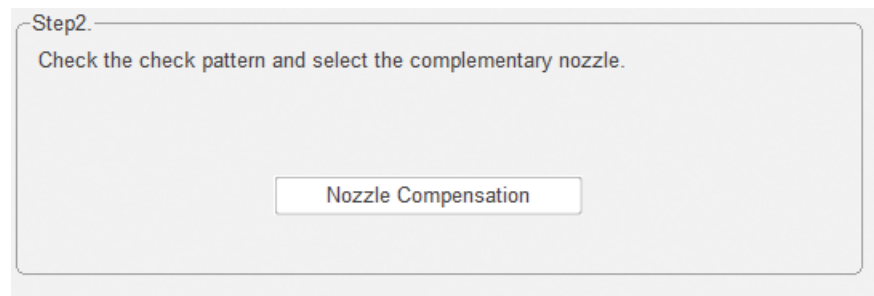 Step2.
Check the check pattern and select the complementary nozzle.
Nozzle Compensation